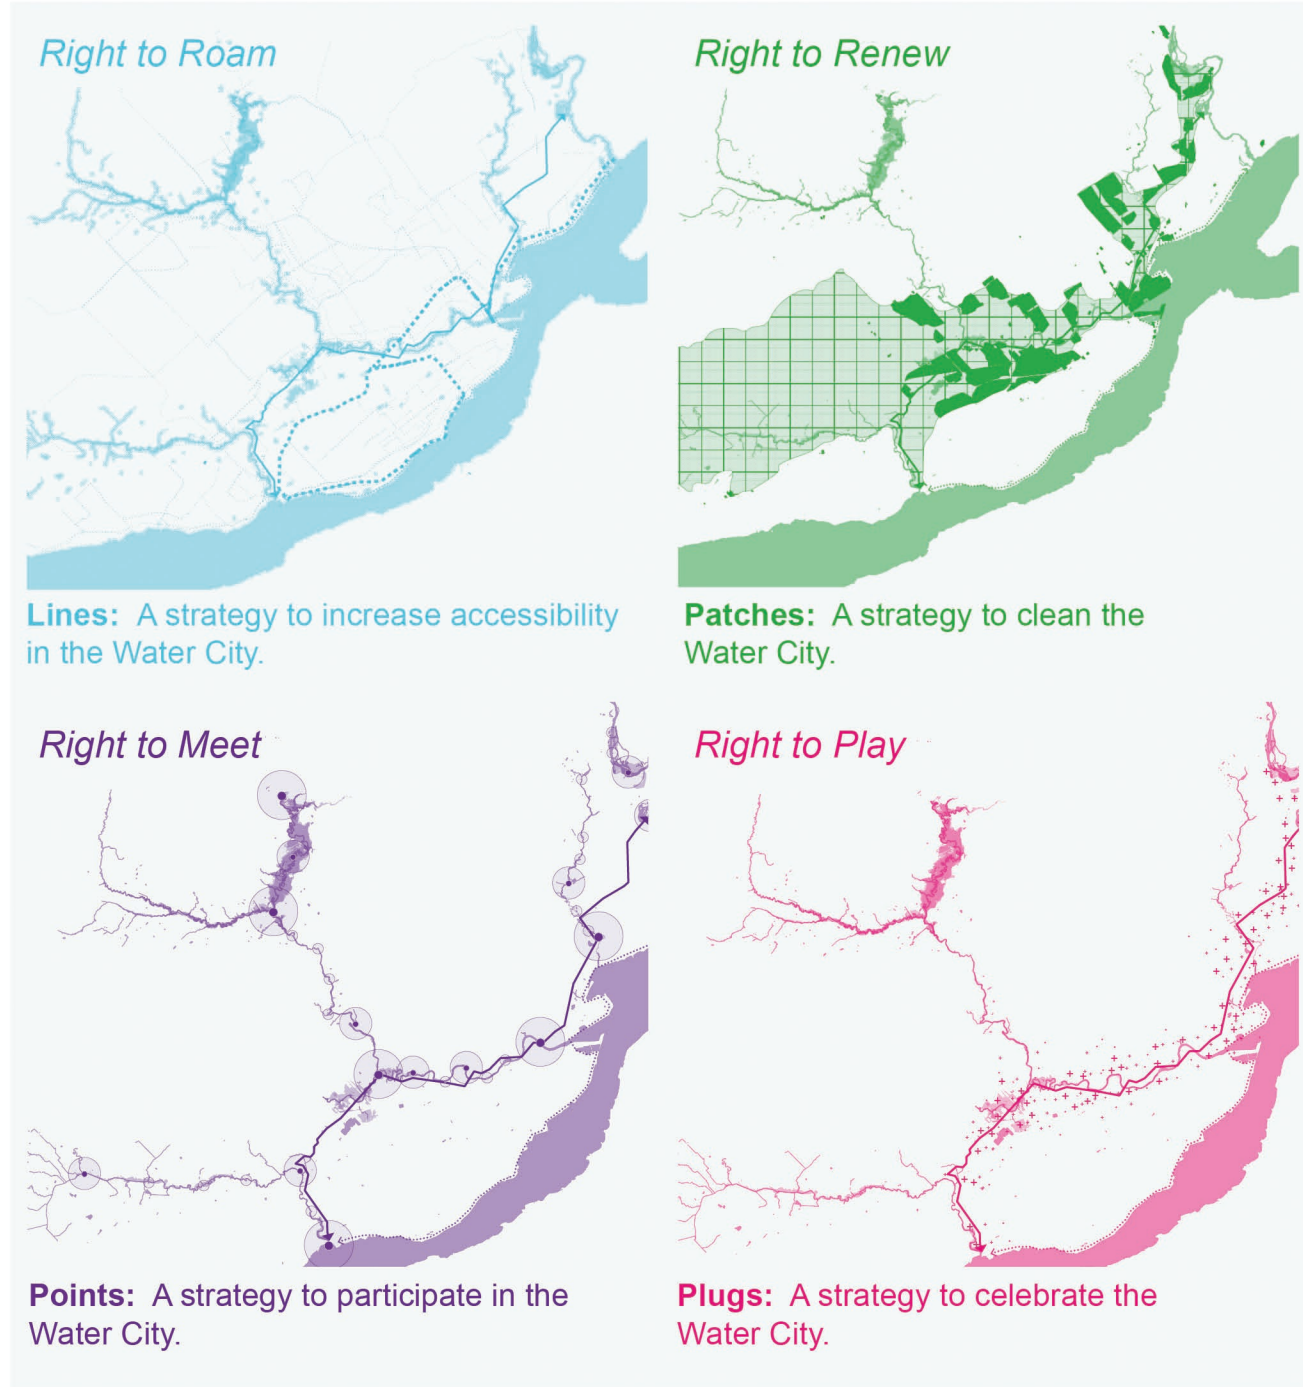 Right to Roam
Right to Renew
Lines: A strategy to increase accessibility
in the Water City.
Patches: A strategy to clean the
Water City.
Right to Meet
Right to Play
Points: A strategy to participate in the
Water City.
Plugs: A strategy to celebrate the
Water City.